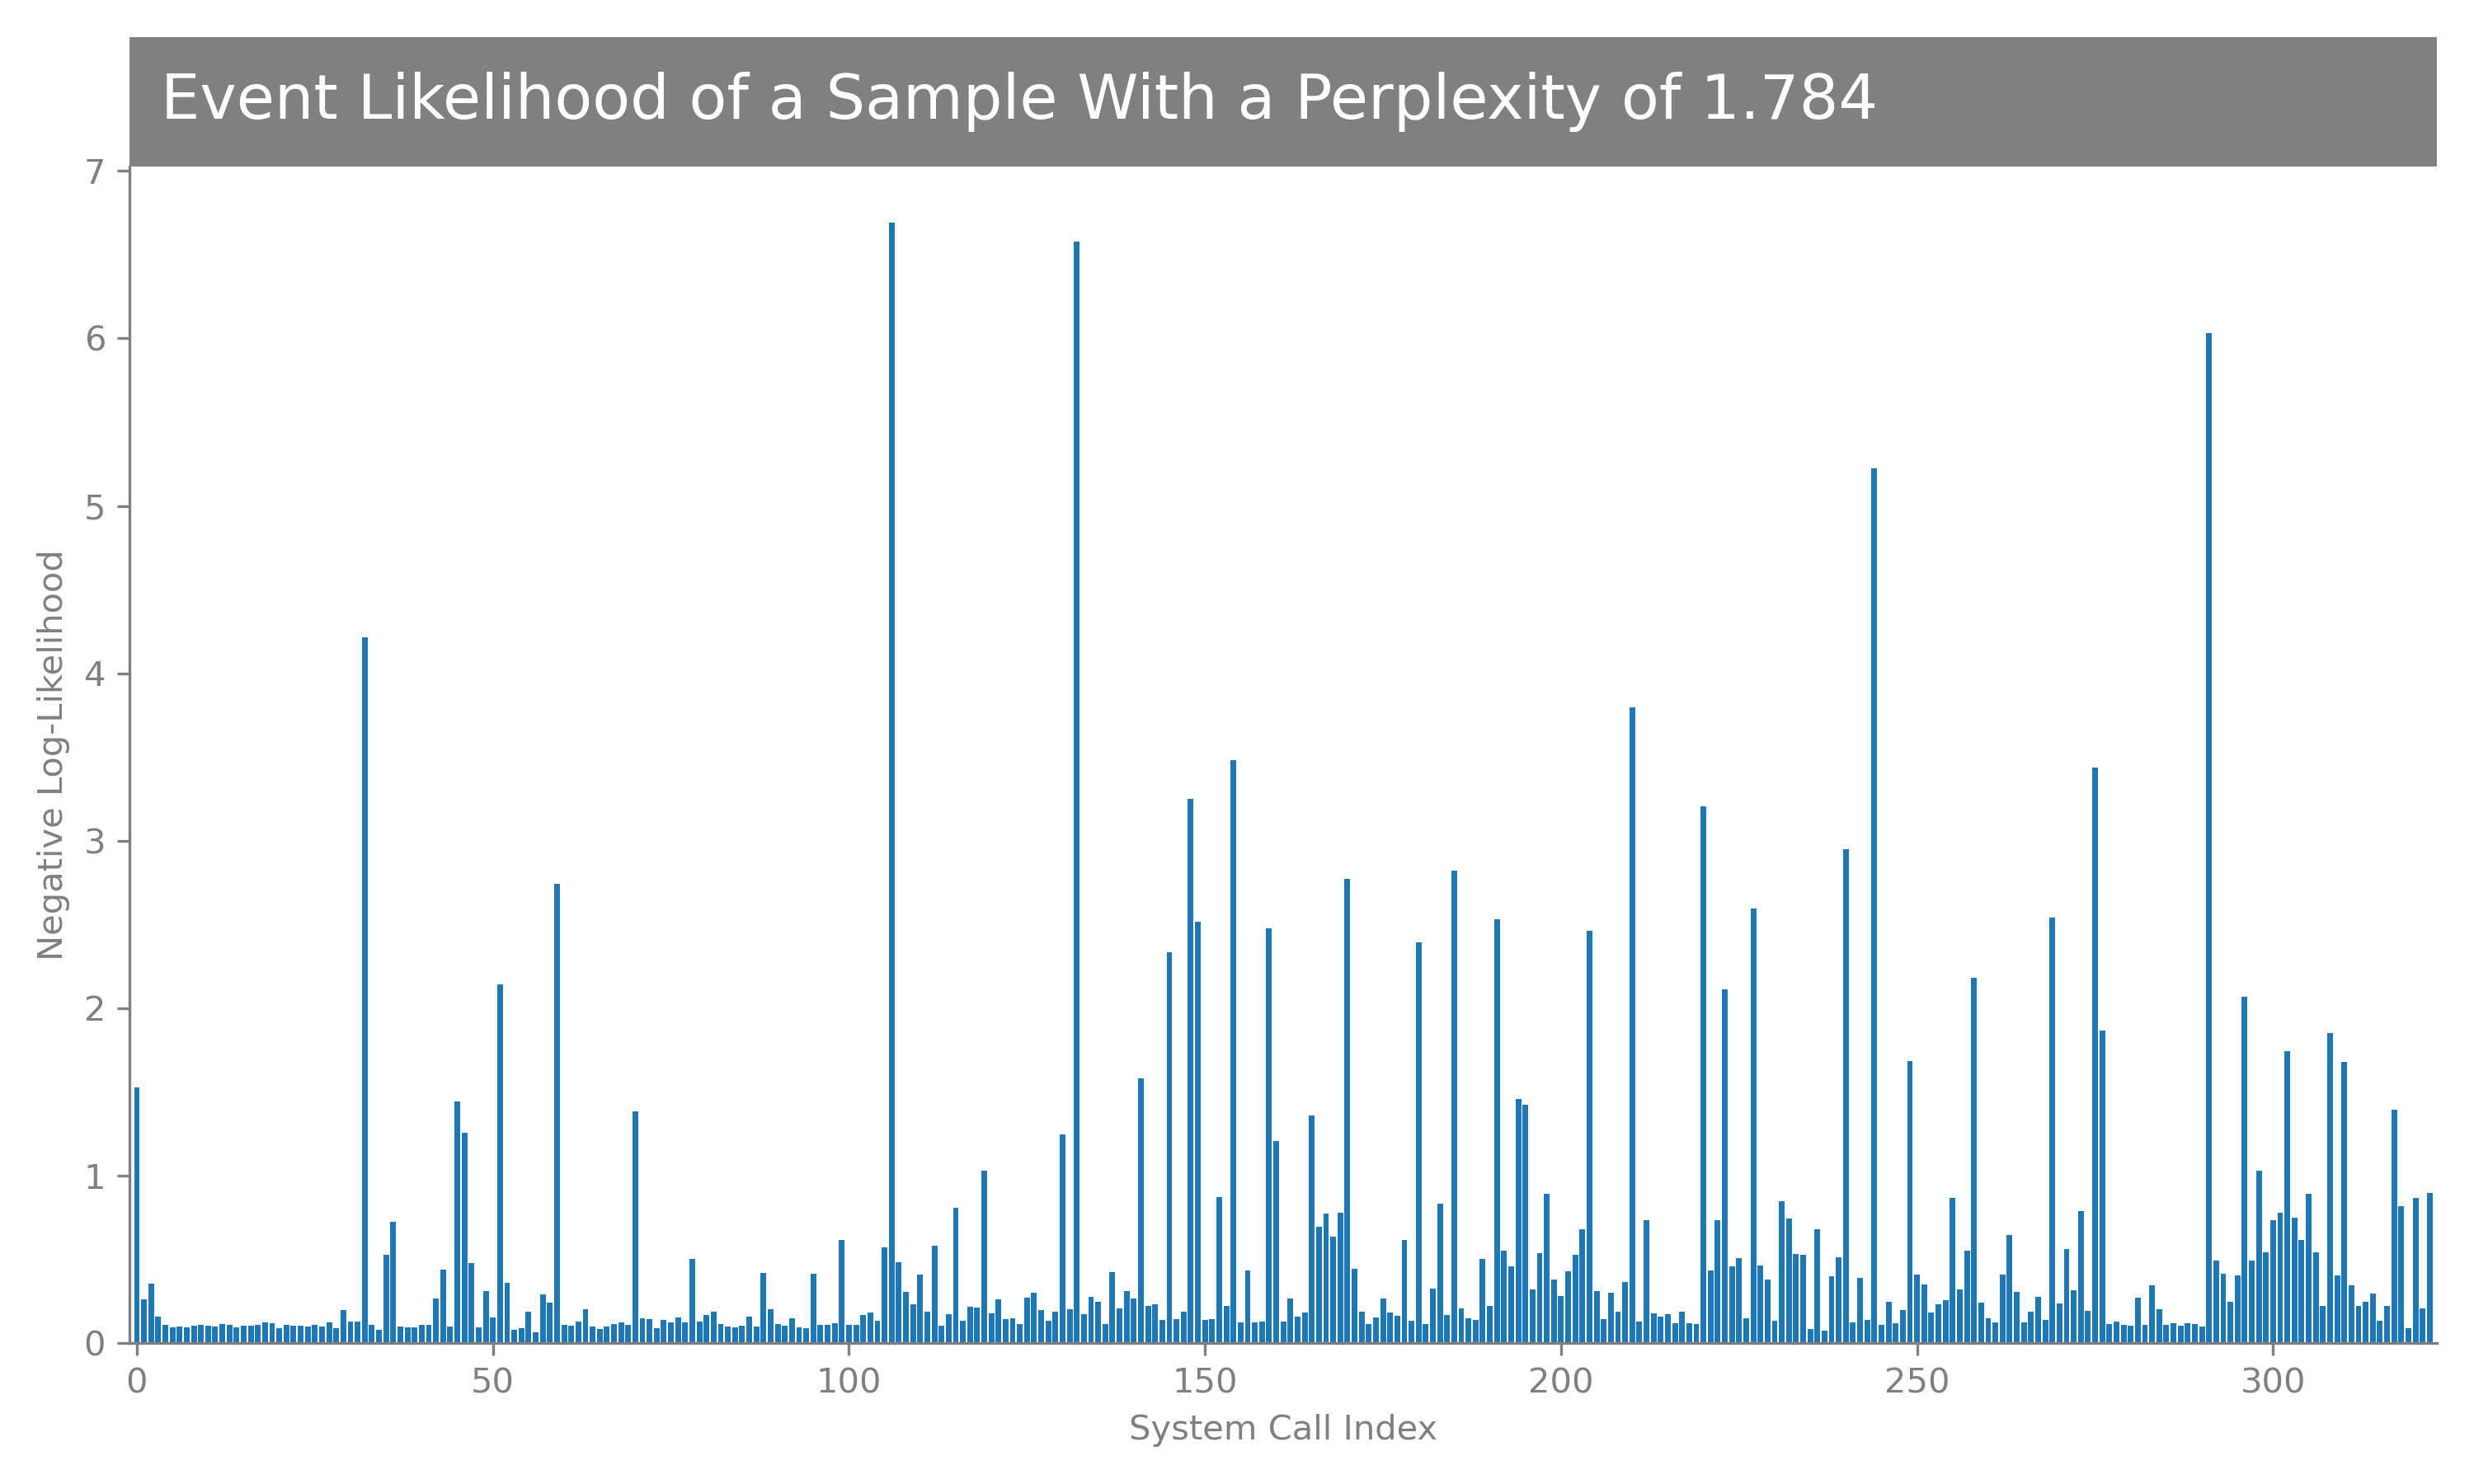 Event Likelihood of a Sample With a Perplexity of 1.784
7
6
5
4
3
2
1
0
Negative Log-Likelihood
0 50 100 150 200 250 300
System Call Index